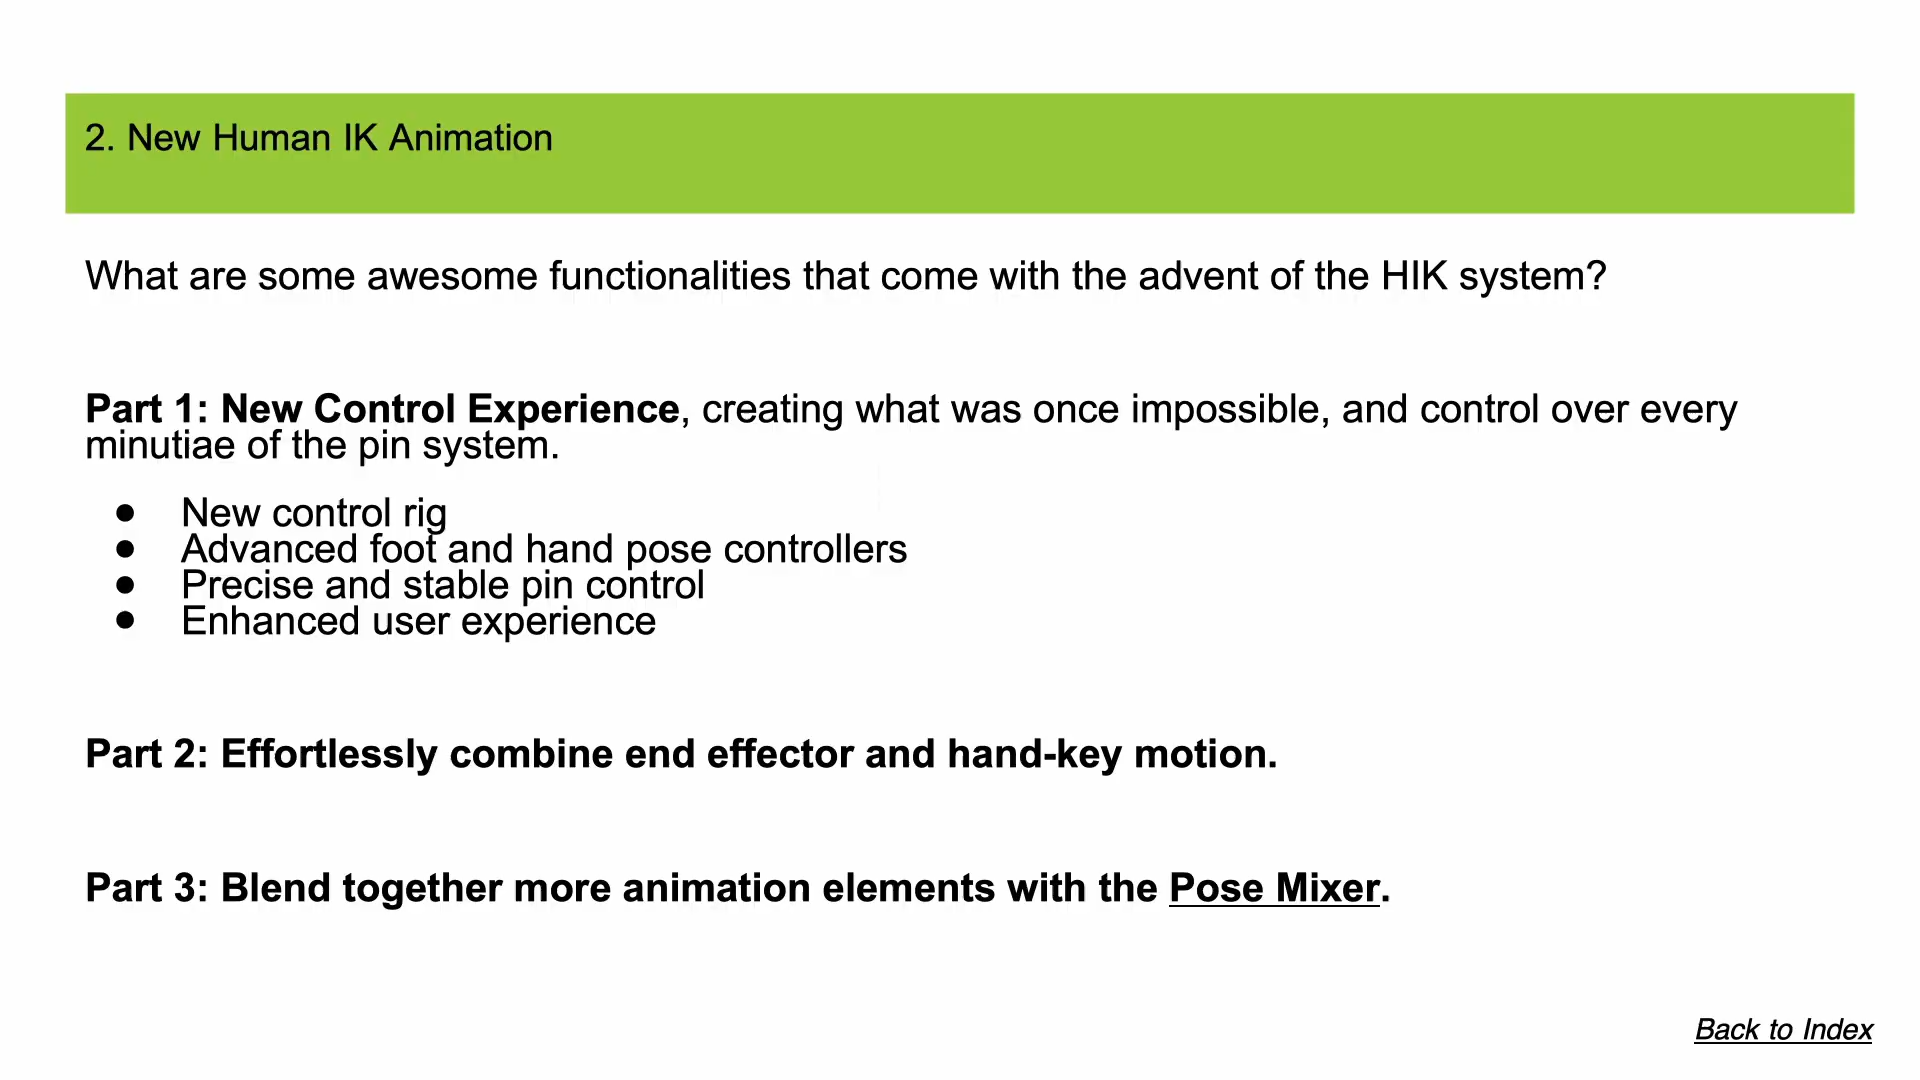 2. New Human IK Animation
What are some awesome functionalities that come with the advent of the HIK system?
Part 1: New Control Experience, creating what was once impossible, and control over every
minutiae of the pin system.
● New control rig
● Advanced foot and hand pose controllers
● Precise and stable pin control
● Enhanced user experience
Part 2: Effortlessly combine end effector and hand-key motion.
Part 3: Blend together more animation elements with the Pose Mixer.
Back to Index